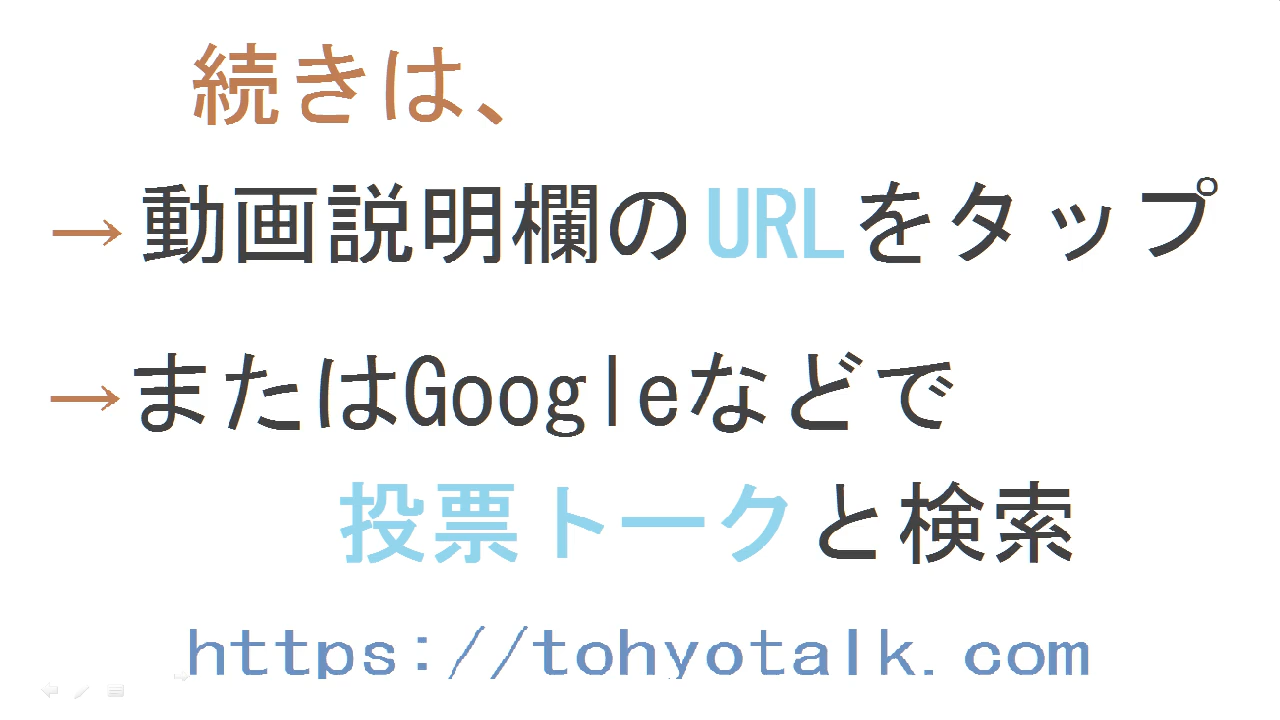 続きは、
→動画説明欄のURLをタップ
→またはGoogleなどで
投票トークと検索
https://tohyotalk.com